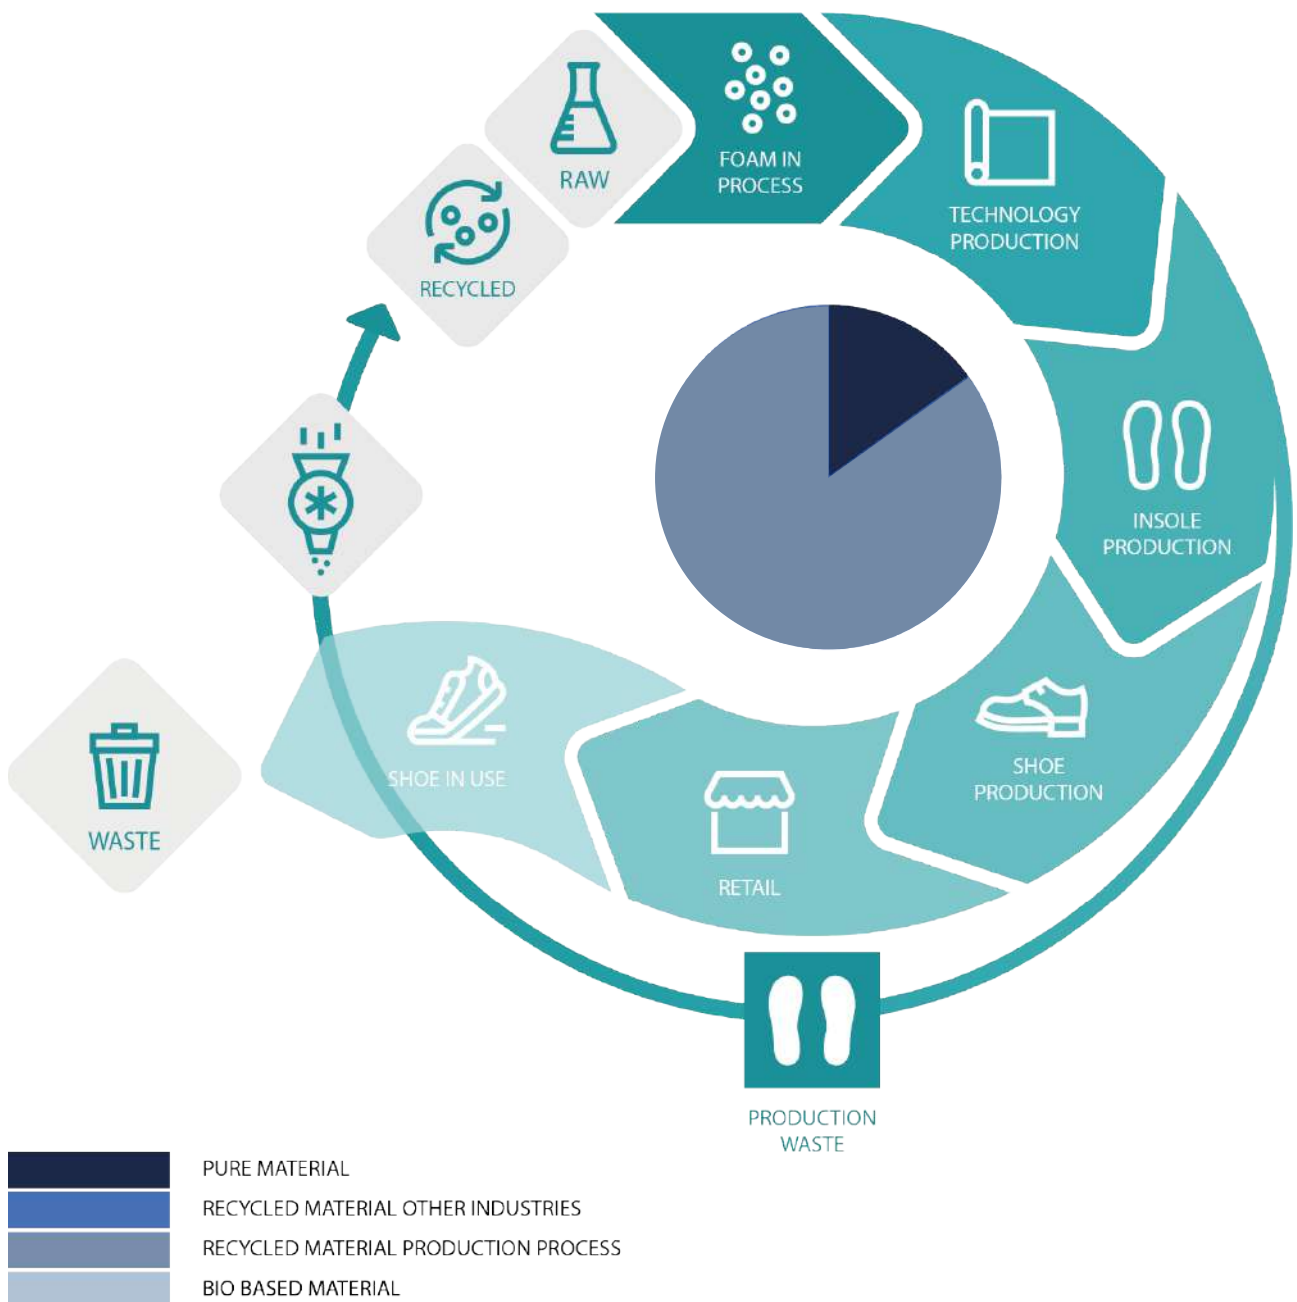 RAW
FOAM IN
PROCESS
TECHNOLOGY
PRODUCTION
RECYCLED
INSOLE
PRODUCTION
SHOE
PRODUCTION
SHOE IN USE
WASTE
RETAIL
PRODUCTION
WASTE
PURE MATERIAL
RECYCLED MATERIAL OTHER INDUSTRIES
RECYCLED MATERIAL PRODUCTION PROCESS
BIO BASED MATERIAL